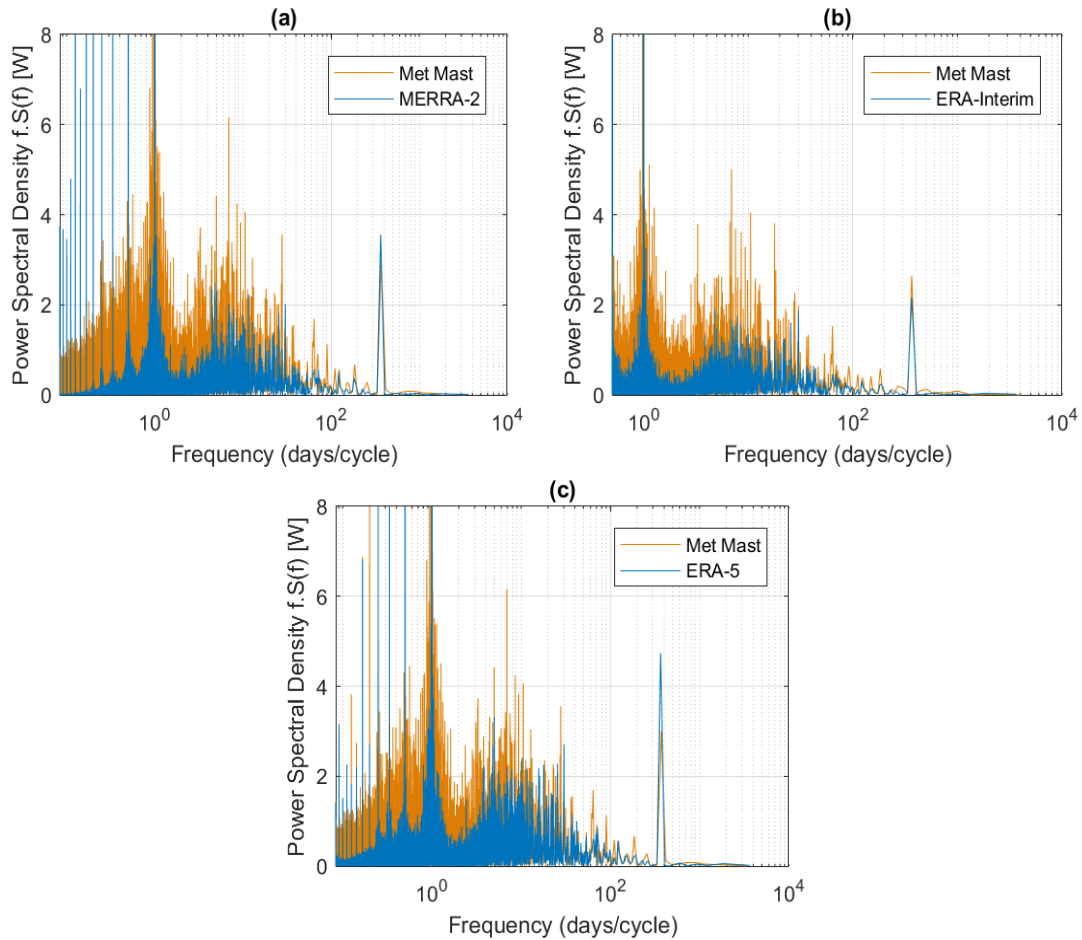 (a)
Power Spectral Density f.S(f) [W]
8
6
4
2
0
Met Mast
MERRA-2
10^0
10^2
10^4
Frequency (days/cycle)
(b)
Power Spectral Density f.S(f) [W]
8
6
4
2
0
Met Mast
ERA-Interim
10^0
10^2
10^4
Frequency (days/cycle)
(c)
Power Spectral Density f.S(f) [W]
8
6
4
2
0
Met Mast
ERA-5
10^0
10^2
10^4
Frequency (days/cycle)